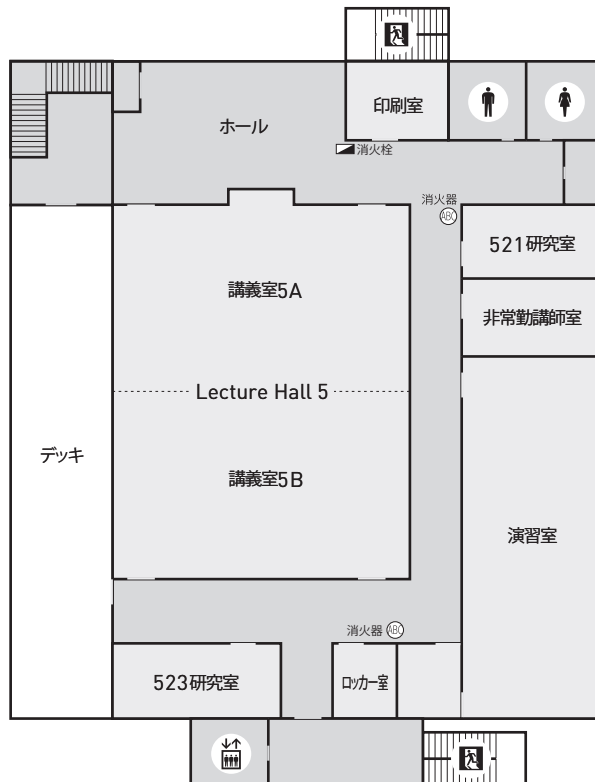 印刷室
ホール
消火栓
消火器
ABC
521研究室
講義室5A
非常勤講師室
Lecture Hall 5
デッキ
講義室5B
演習室
消火器 ABC
523研究室
ロッカー室